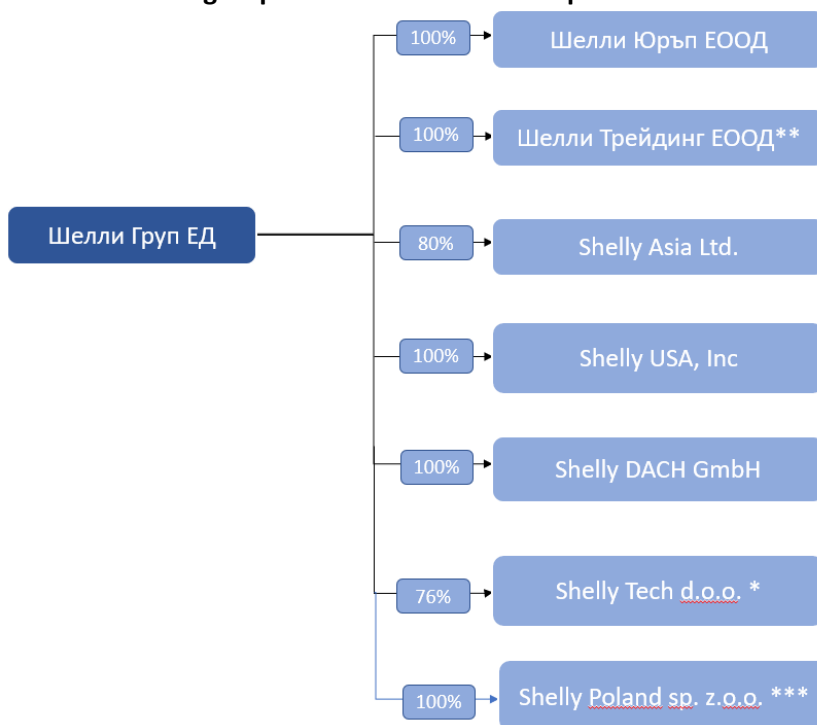 100%
Шелли Юръп ЕООД
100%
Шелли Трейдинг ЕООД**
Шелли Груп ЕД
80%
Shelly Asia Ltd.
100%
Shelly USA, Inc
100%
Shelly DACH GmbH
76%
Shelly Tech d.o.o. *
100%
Shelly Poland sp. z.o.o. ***